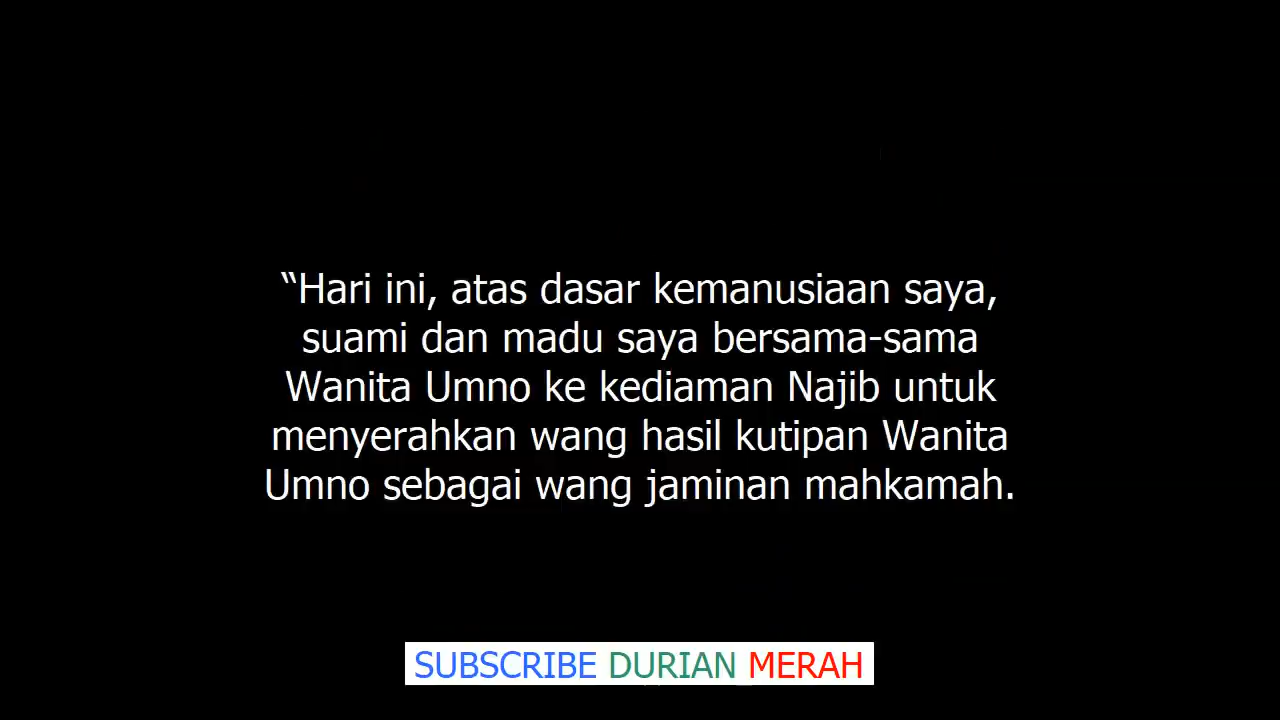 “Hari ini, atas dasar kemanusiaan saya,
suami dan madu saya bersama-sama
Wanita Umno ke kediaman Najib untuk
menyerahkan wang hasil kutipan Wanita
Umno sebagai wang jaminan mahkamah.
SUBSCRIBE DURIAN MERAH